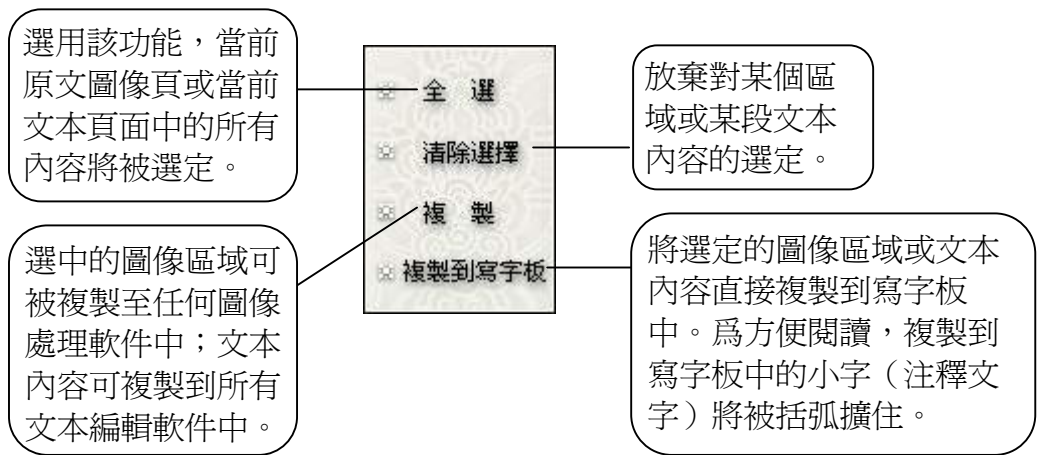 選用該功能，當前
原文圖像頁或當前
文本頁面中的所有
內容將被選定。
全 選
清除選擇
複 製
複製到寫字板
放棄對某個區
域或某段文本
內容的選定。
選中的圖像區域可
被複製至任何圖像
處理軟件中；文本
內容可複製到所有
文本編輯軟件中。
將選定的圖像區域或文本
內容直接複製到寫字板
中。爲方便閱讀，複製到
寫字板中的小字（注釋文
字）將被括弧擴住。